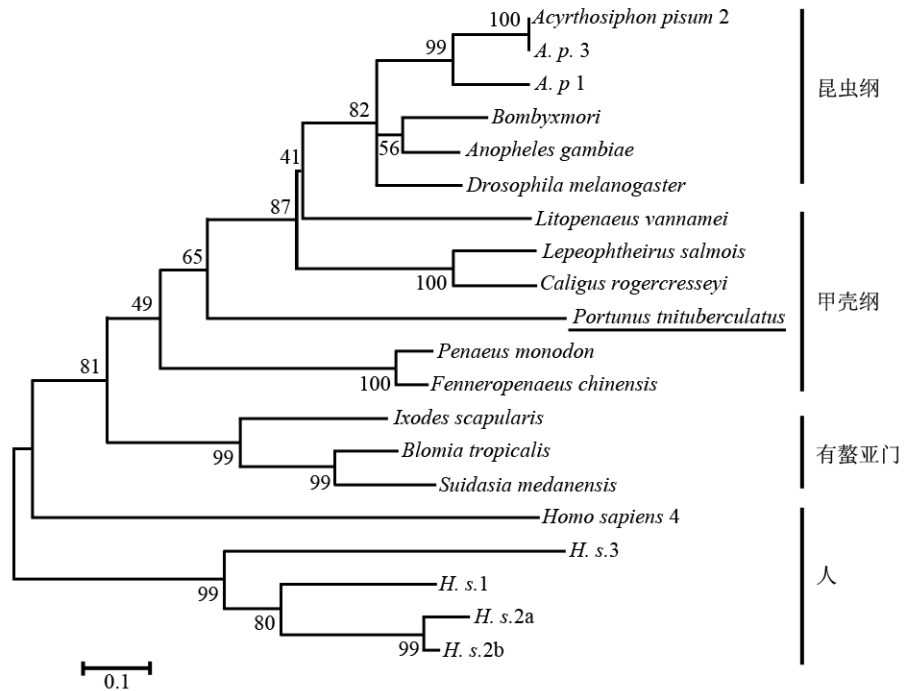 100
Acyrthosiphon pisum 2
99
A. p. 3
A. p 1
昆虫纲
82
Bombyxmori
56
Anopheles gambiae
41
Drosophila melanogaster
87
Litopenaeus vannamei
65
Lepeophtheirus salmois
100
Caligus rogercresseyi
甲壳纲
49
Portunus tnituberculatus
Penaeus monodon
81
100
Fenneropenaeus chinensis
Ixodes scapularis
99
Blomia tropicalis
有螯亚门
99
Suidasia medanensis
Homo sapiens 4
H. s.3
人
99
H. s.1
80
H. s.2a
99
H. s.2b
0.1